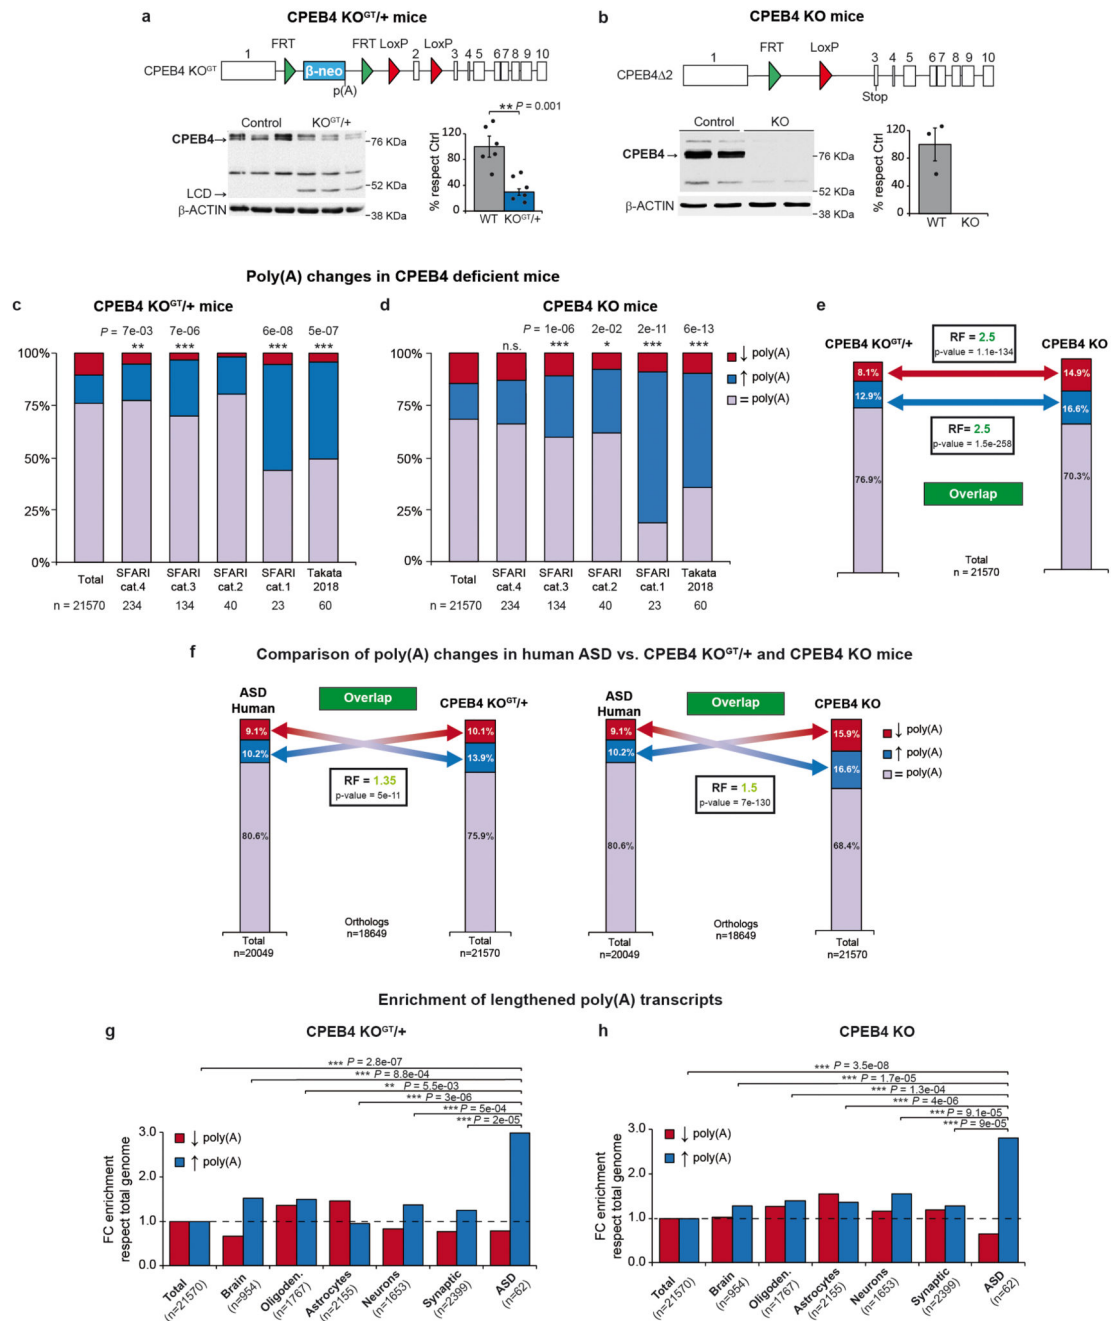 a
CPEB4 KO^GT/+ mice
1 FRT FRT LoxP LoxP 2 3 4 5 6 7 8 9 10
CPEB4 KO^GT
β-neo
p(A)
Control KO^GT/+
CPEB4→
LCD →
β-ACTIN
-76 KDa
-52 KDa
-38 KDa
** P = 0.001
% respect Ctrl
120
80
40
0
WT KO^GT/+
b
CPEB4 KO mice
1 FRT LoxP 3 4 5 6 7 8 9 10
CPEB4Δ2
Stop
Control KO
CPEB4→
β-ACTIN
-76 KDa
-52 KDa
-38 KDa
% respect Ctrl
120
80
40
0
WT KO
Poly(A) changes in CPEB4 deficient mice
c
CPEB4 KO^GT/+ mice
P = 7e-03 7e-06 6e-08 5e-07
** *** *** ***
100%
75%
50%
25%
0%
Total SFARI cat.4 SFARI cat.3 SFARI cat.2 SFARI cat.1 Takata 2018
n = 21570 234 134 40 23 60
d
CPEB4 KO mice
P = 1e-06 2e-02 2e-11 6e-13
n.s. *** * *** ***
100%
75%
50%
25%
0%
↓ poly(A)
↑ poly(A)
= poly(A)
Total SFARI cat.4 SFARI cat.3 SFARI cat.2 SFARI cat.1 Takata 2018
n = 21570 234 134 40 23 60
e
CPEB4 KO^GT/+
CPEB4 KO
RF = 2.5
p-value = 1.1e-134
8.1%
14.9%
12.9%
16.6%
RF= 2.5
p-value = 1.5e-258
76.9%
70.3%
Overlap
Total
n = 21570
f
Comparison of poly(A) changes in human ASD vs. CPEB4 KO^GT/+ and CPEB4 KO mice
ASD
Human
Overlap
CPEB4 KO^GT/+
9.1%
10.1%
10.2%
13.9%
RF = 1.35
p-value = 5e-11
80.6%
75.9%
Orthologs
n=18649
Total
n=20049
Total
n=21570
ASD
Human
Overlap
CPEB4 KO
9.1%
15.9%
10.2%
16.6%
RF = 1.5
p-value = 7e-130
80.6%
68.4%
↓ poly(A)
↑ poly(A)
= poly(A)
Orthologs
n=18649
Total
n=20049
Total
n=21570
Enrichment of lengthened poly(A) transcripts
g
CPEB4 KO^GT/+
*** P = 2.8e-07
*** P = 8.8e-04
** P = 5.5e-03
*** P = 3e-06
*** P = 5e-04
*** P = 2e-05
↓ poly(A)
↑ poly(A)
FC enrichment
respect total genome
3.0
2.0
1.0
0.0
Total (n=21570)
Brain (n=954)
Oligoden. (n=1767)
Astrocytes (n=2155)
Neurons (n=1653)
Synaptic (n=2399)
ASD (n=62)
h
CPEB4 KO
*** P = 3.5e-08
*** P = 1.7e-05
*** P = 1.3e-04
*** P = 4e-06
*** P = 9.1e-05
*** P = 9e-05
↓ poly(A)
↑ poly(A)
FC enrichment
respect total genome
3.0
2.0
1.0
0.0
Total (n=21570)
Brain (n=954)
Oligoden. (n=1767)
Astrocytes (n=2155)
Neurons (n=1653)
Synaptic (n=2399)
ASD (n=62)